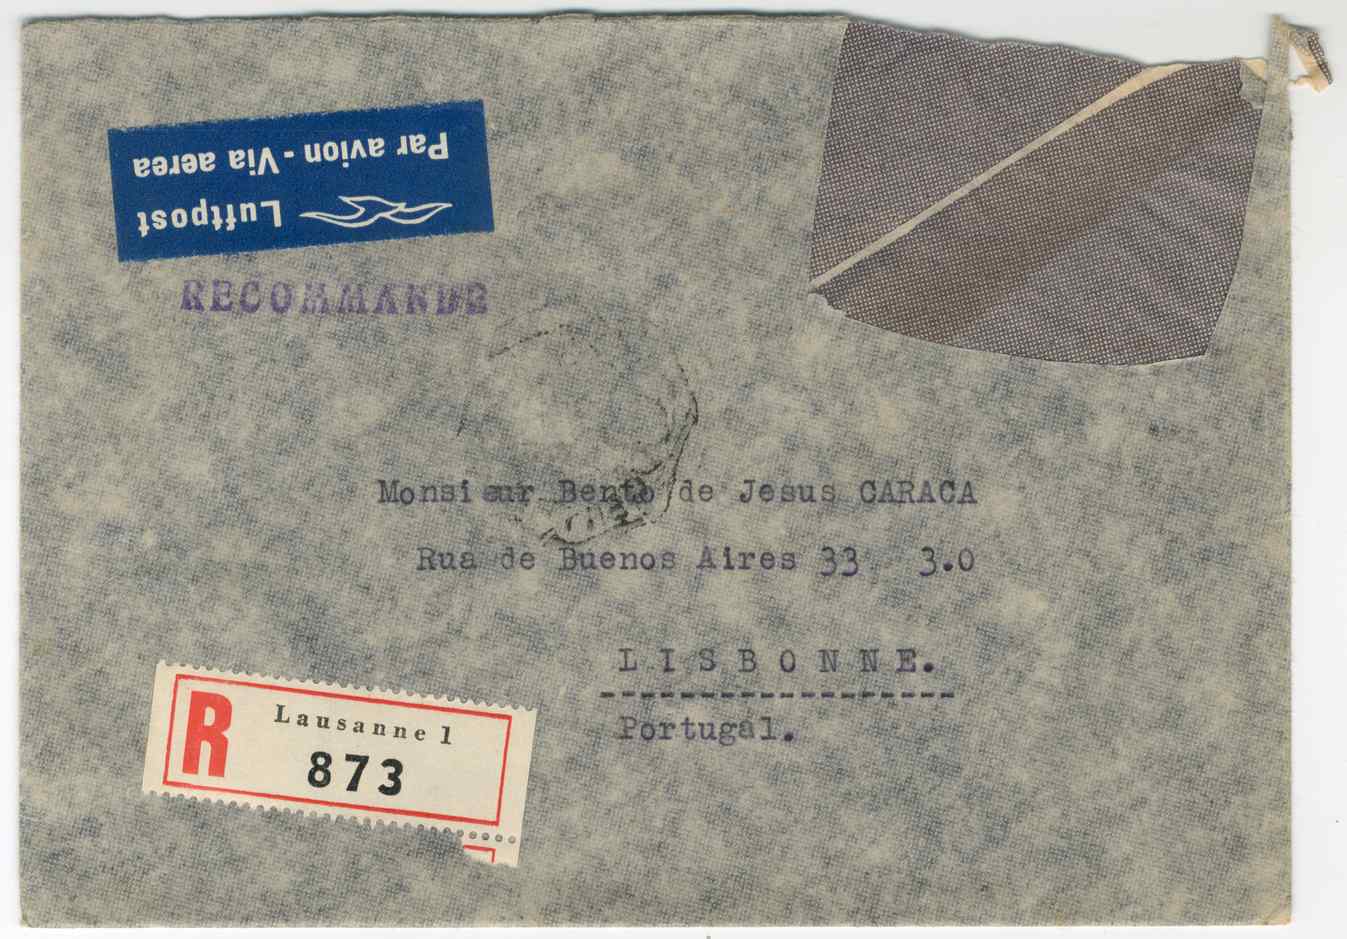 Luftpost
Par avion - Via aerea
RECOMMANDE
Monsieur Bento de Jesus CARACA
Rua de Buenos Aires 33 3.0
LISBONNE.
Portugal.
R
Lausanne 1
873